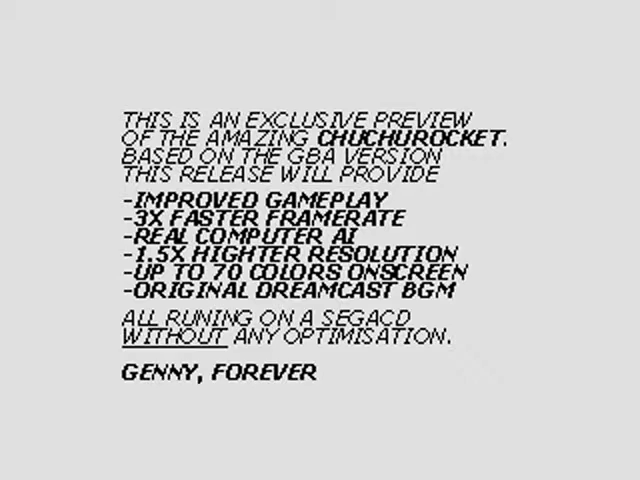 THIS IS AN EXCLUSIVE PREVIEW
OF THE AMAZING CHUCHUROCKET.
BASED ON THE GBA VERSION
THIS RELEASE WILL PROVIDE
-IMPROVED GAMEPLAY
-3X FASTER FRAMERATE
-REAL COMPUTER AI
-1.5X HIGHTER RESOLUTION
-UP TO 70 COLORS ONSCREEN
-ORIGINAL DREAMCAST BGM
ALL RUNING ON A SEGACD
WITHOUT ANY OPTIMISATION.
GENNY, FOREVER